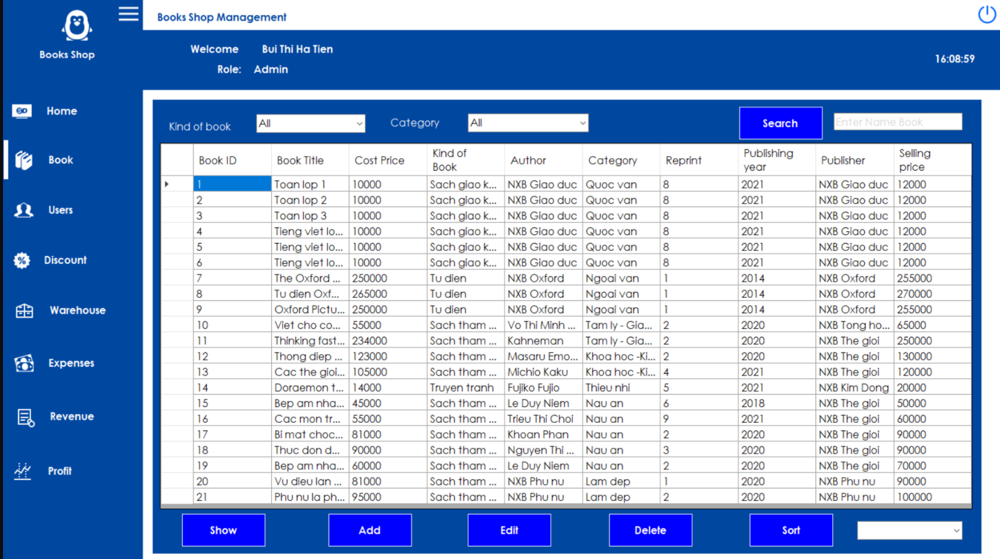 Books Shop
Books Shop Management
Welcome Bui Thi Ha Tien
Role: Admin
16:08:59
Home
Book
Users
Discount
Warehouse
Expenses
Revenue
Profit
Kind of book All Category All Search Enter Name Book
Book ID Book Title Cost Price Kind of Book Author Category Reprint Publishing year Publisher Selling price
1 Toan lop 1 10000 Sach giao k... NXB Giao duc Quoc van 8 2021 NXB Giao duc 12000
2 Toan lop 2 10000 Sach giao k... NXB Giao duc Quoc van 8 2021 NXB Giao duc 12000
3 Toan lop 3 10000 Sach giao k... NXB Giao duc Quoc van 8 2021 NXB Giao duc 12000
4 Tieng viet lo... 10000 Sach giao k... NXB Giao duc Quoc van 8 2021 NXB Giao duc 12000
5 Tieng viet lo... 10000 Sach giao k... NXB Giao duc Quoc van 8 2021 NXB Giao duc 12000
6 Tieng viet lo... 10000 Sach giao k... NXB Giao duc Quoc van 8 2021 NXB Giao duc 12000
7 The Oxford ... 250000 Tu dien NXB Oxford Ngoai van 1 2014 NXB Oxford 255000
8 Tu dien Oxf... 265000 Tu dien NXB Oxford Ngoai van 1 2014 NXB Oxford 270000
9 Oxford Pictu... 250000 Tu dien NXB Oxford Ngoai van 1 2014 NXB Oxford 255000
10 Viet cho co... 55000 Sach tham ... Vo Thi Minh ... Tam ly - Gia... 2 2020 NXB Tong ho... 65000
11 Thinking fast... 234000 Sach tham ... Kahneman Tam ly - Gia... 2 2020 NXB The gioi 250000
12 Thong diep ... 123000 Sach tham ... Masaru Emo... Khoa hoc -Ki... 2 2020 NXB The gioi 130000
13 Cac the gioi... 105000 Sach tham ... Michio Kaku Khoa hoc -Ki... 4 2021 NXB The gioi 120000
14 Doraemon t... 14000 Truyen tranh Fujiko Fujio Thieu nhi 5 2021 NXB Kim Dong 20000
15 Bep am nha... 45000 Sach tham ... Le Duy Niem Nau an 6 2018 NXB The gioi 50000
16 Cac mon tr... 55000 Sach tham ... Trieu Thi Choi Nau an 9 2021 NXB The gioi 60000
17 Bi mat choc... 81000 Sach tham ... Khoan Phan Nau an 2 2020 NXB The gioi 90000
18 Thuc don d... 90000 Sach tham ... Nguyen Thi ... Nau an 3 2020 NXB The gioi 90000
19 Bep am nha... 60000 Sach tham ... Le Duy Niem Nau an 2 2020 NXB The gioi 70000
20 Vu dieu lan ... 81000 Sach tham ... NXB Phu nu Lam dep 1 2020 NXB Phu nu 90000
21 Phu nu la ph... 95000 Sach tham ... NXB Phu nu Lam dep 2 2020 NXB Phu nu 100000
Show Add Edit Delete Sort